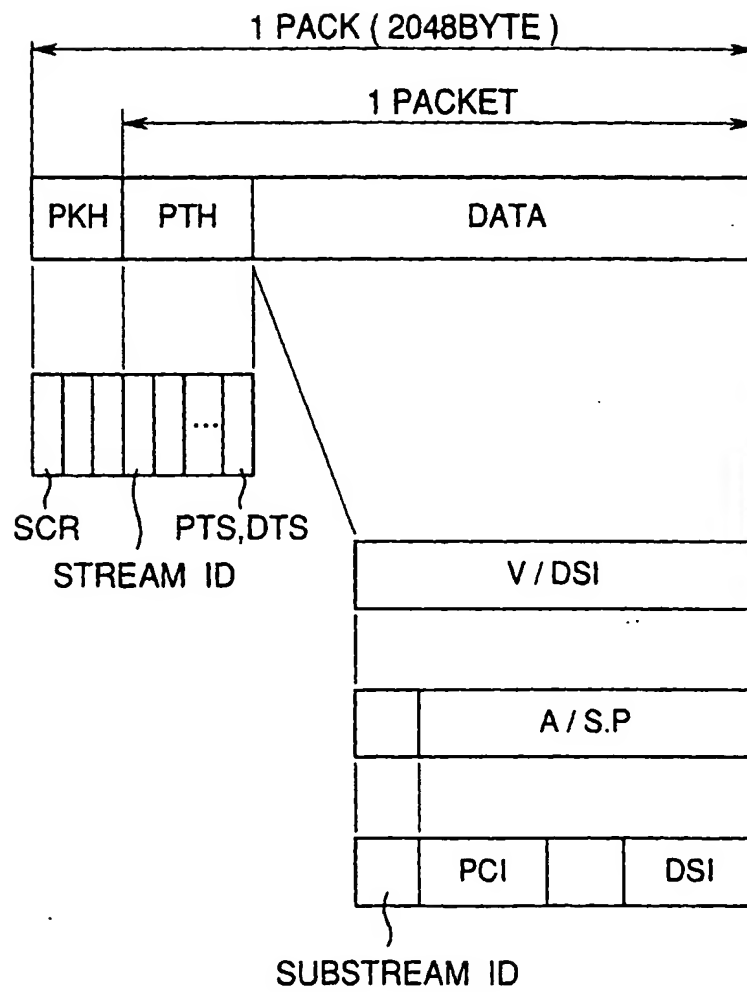 1 PACK ( 2048BYTE )
1 PACKET
PKH PTH DATA
...
SCR PTS,DTS
STREAM ID
V / DSI
A / S.P
PCI DSI
SUBSTREAM ID